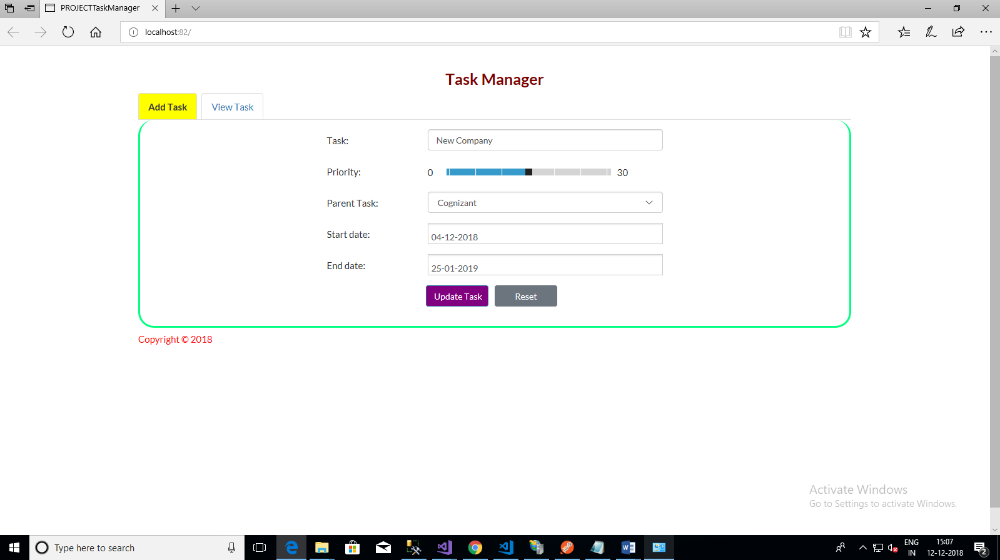 PROJECTTaskManager
localhost:82/
Task Manager
Add Task
View Task
Task:
New Company
Priority:
0
30
Parent Task:
Cognizant
Start date:
04-12-2018
End date:
25-01-2019
Update Task
Reset
Copyright © 2018
Activate Windows
Go to Settings to activate Windows.
Type here to search
ENG
IN
15:07
12-12-2018
2